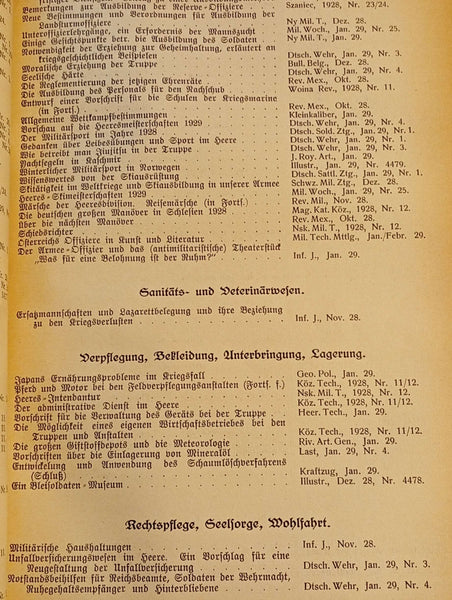 Bemerkungen zur Ausbildung der Reserve-Offiziere Szaniec, 1928, Nr. 23/24.
Neue Bestimmungen und Verordnungen für Ausbildung der
Landsturmoffiziere Ny Mil. T., Dez. 28.
Unteroffizierlehrgänge, ein Erfordernis der Mannszucht Mil. Woch., Jan. 29, Nr. 25.
Einige Gesichtspunkte betr. die Ausbildung des Soldaten Ny Mil. T., Jan. 29.
Notwendigkeit der Erziehung zur Geheimhaltung, erläutert an
kriegsgeschichtlichen Beispielen Dtsch. Wehr, Jan. 29, Nr. 3.
Moralische Erziehung der Truppe Bull. Belg., Dez. 28.
Seelische Härte Dtsch. Wehr, Jan. 29, Nr. 4.
Die Reglementierung der jetzigen Ehrenräte Rev. Mex., Okt. 28.
Die Ausbildung des Personals für den Nachschub Woina Rev., 1928, Nr. 11.
Entwurf einer Vorschrift für die Schulen der Kriegsmarine
(in Forts.) Rev. Mex., Okt. 28.
Allgemeine Wettkampfbestimmungen Kleinkaliber, Jan. 29.
Vorschau auf die Heeresmeisterschaften 1929 Dtsch. Wehr, Jan. 29, Nr. 4.
Der Militärsport im Jahre 1928 Dtsch. Sold. Ztg., Jan. 29, Nr. 1.
Gedanken über Leibesübungen und Sport im Heere Dtsch. Wehr, Jan. 29, Nr. 1.
Wie betreibt man Jiujitsu in der Truppe Dtsch. Wehr, Jan. 29, Nr. 3.
Yachtsegeln in Kaschmir J. Roy. Art., Jan. 29.
Winterlicher Militärsport in Norwegen Illustr., Jan. 29, Nr. 4479.
Wissenswertes von der Skiausrüstung Dtsch. Sattl. Ztg., Jan. 29, Nr. 1.
Skitätigkeit im Weltkriege und Skiausbildung in unserer Armee Schwz. Mil. Ztg., Dez. 28.
Heeres-Skimeisterschaften 1929 Mil. Woch., Jan. 29, Nr. 25.
Märsche der Heeresdivision. Reisemärsche (in Forts.) Rev. Mil., Nov. 28.
Die deutschen großen Manöver in Schlesien 1928 Mag. Kat. Köz., 1928, Nr. 12.
Über die nächsten Manöver Rev. Mex., Okt. 28.
Schiedsrichter Nsk. Mil. T., 1928, Nr. 12.
Österreichs Offiziere in Kunst und Literatur Mil. Tech. Mittlg., Jan./Febr. 29.
Der Armee-Offizier und das (antimilitaristische) Theaterstück
„Was für eine Belohnung ist der Ruhm?" Inf. J., Jan. 29.
Sanitäts- und Veterinärwesen.
Ersatzmannschaften und Lazarettbelegung und ihre Beziehung
zu den Kriegsverlusten Inf. J., Nov. 28.
Verpflegung, Bekleidung, Unterbringung, Lagerung.
Japans Ernährungsprobleme im Kriegsfall Geo. Pol., Jan. 29.
Pferd und Motor bei den Feldverpflegungsanstalten (Forts. f.) Köz. Tech., 1928, Nr. 11/12.
Heeres-Intendantur Nsk. Mil. T., 1928, Nr. 12.
Der administrative Dienst im Heere Köz. Tech., 1928, Nr. 11/12.
Vorschrift für die Verwaltung des Geräts bei der Truppe Heer. Tech., Jan. 29.
Die Möglichkeit eines eigenen Wirtschaftsbetriebes bei den
Truppen und Anstalten Köz. Tech., 1928, Nr. 11/12.
Die großen Giftstoffdepots und die Meteorologie Riv. Art. Gen., Jan. 29.
Vorschriften über die Einlagerung von Mineralöl Last, Jan. 29, Nr. 4.
Entwickelung und Anwendung des Schaumlöschverfahrens
(Schluß) Kraftzug, Jan. 29.
Ein Bleisoldaten-Museum Illustr., Dez. 28, Nr. 4478.
Rechtspflege, Seelsorge, Wohlfahrt.
Militärische Haushaltungen Inf. J., Nov. 28.
Unfallversicherungswesen im Heere. Ein Vorschlag für eine
Neugestaltung der Unfallversicherung Dtsch. Wehr, Jan. 29, Nr. 3.
Notstandsbeihilfen für Reichsbeamte, Soldaten der Wehrmacht,
Ruhegehaltsempfänger und Hinterbliebene Dtsch. Wehr, Jan. 29, Nr. 4.